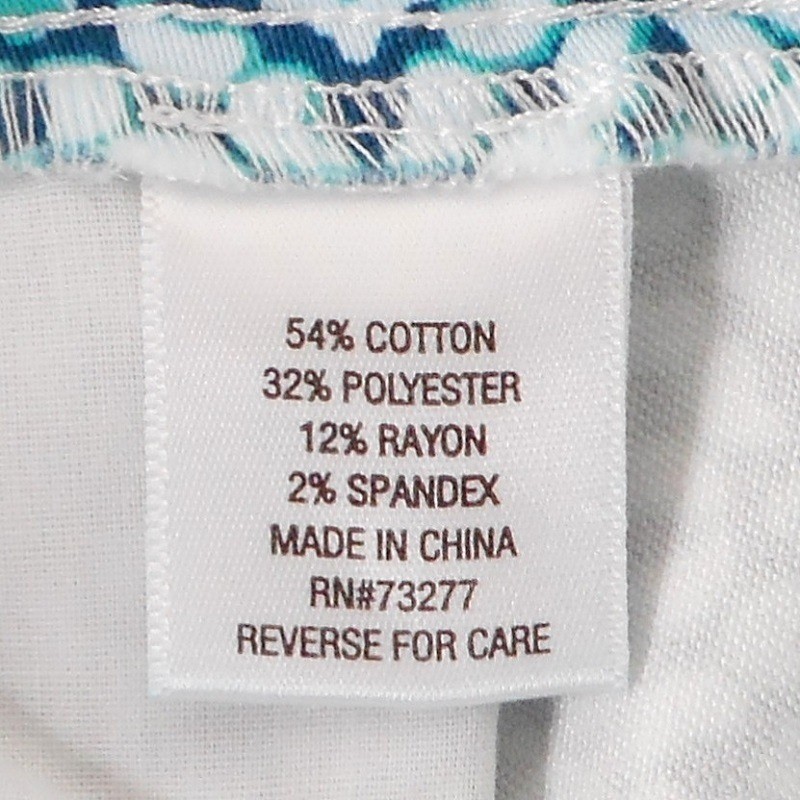 54% COTTON
32% POLYESTER
12% RAYON
2% SPANDEX
MADE IN CHINA
RN#73277
REVERSE FOR CARE